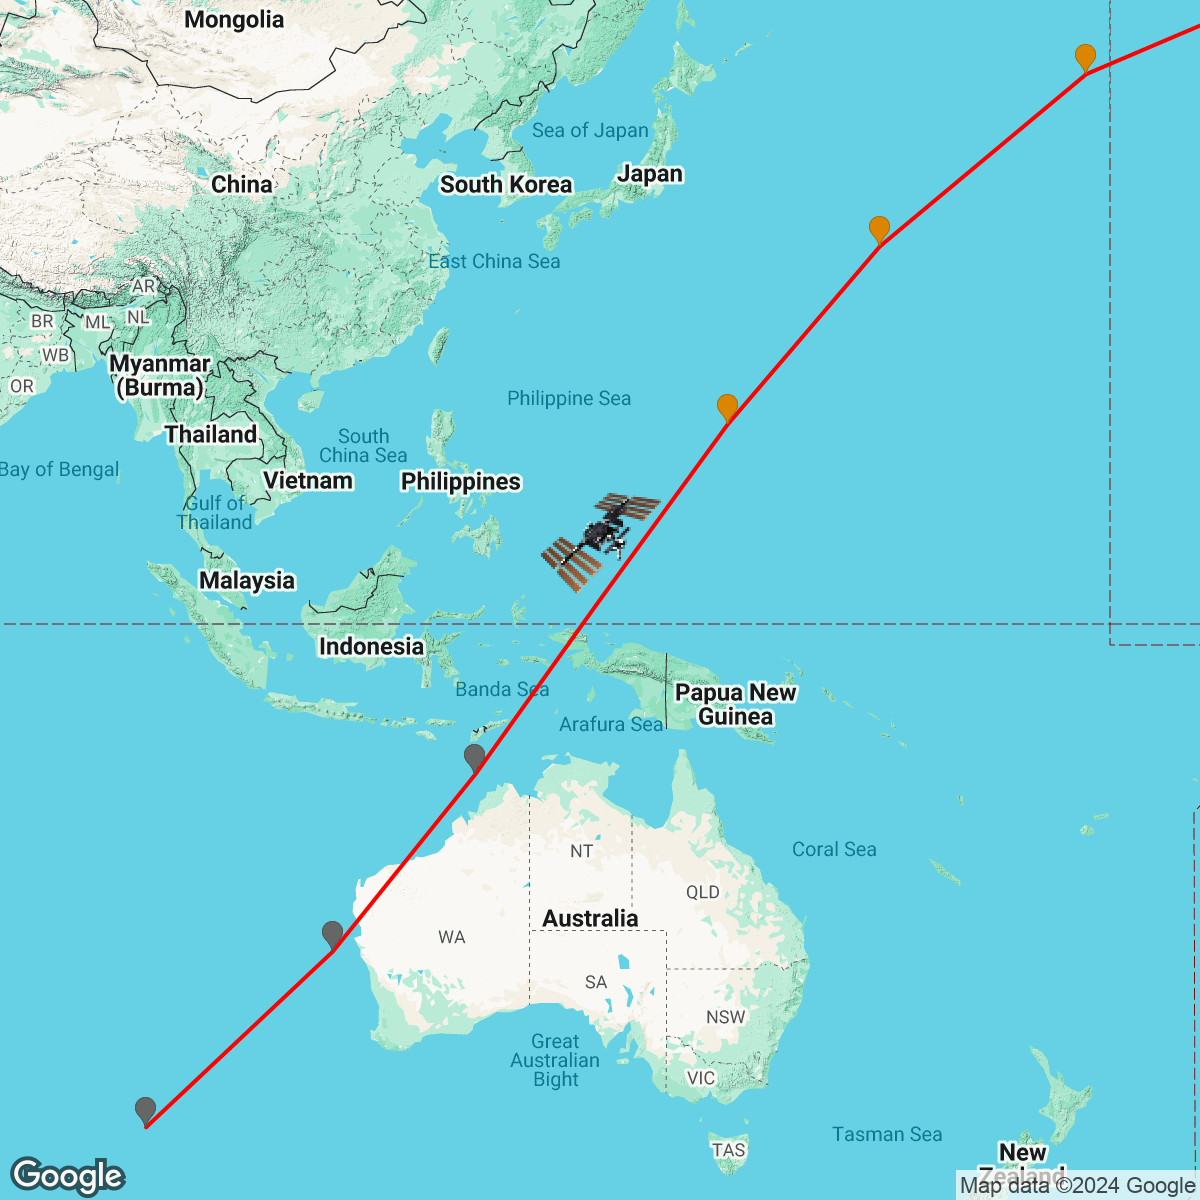 Mongolia
Sea of Japan
Japan
China
South Korea
East China Sea
AR
NL
BR
ML
WB
Myanmar
(Burma)
OR
Philippine Sea
Thailand
South
China Sea
Bay of Bengal
Vietnam
Philippines
Gulf of
Thailand
Malaysia
Indonesia
Banda Sea
Papua New
Guinea
Arafura Sea
NT
Coral Sea
QLD
Australia
WA
SA
NSW
Great
Australian
Bight
VIC
Tasman Sea
TAS
New
Zealand
Google
Map data ©2024 Google